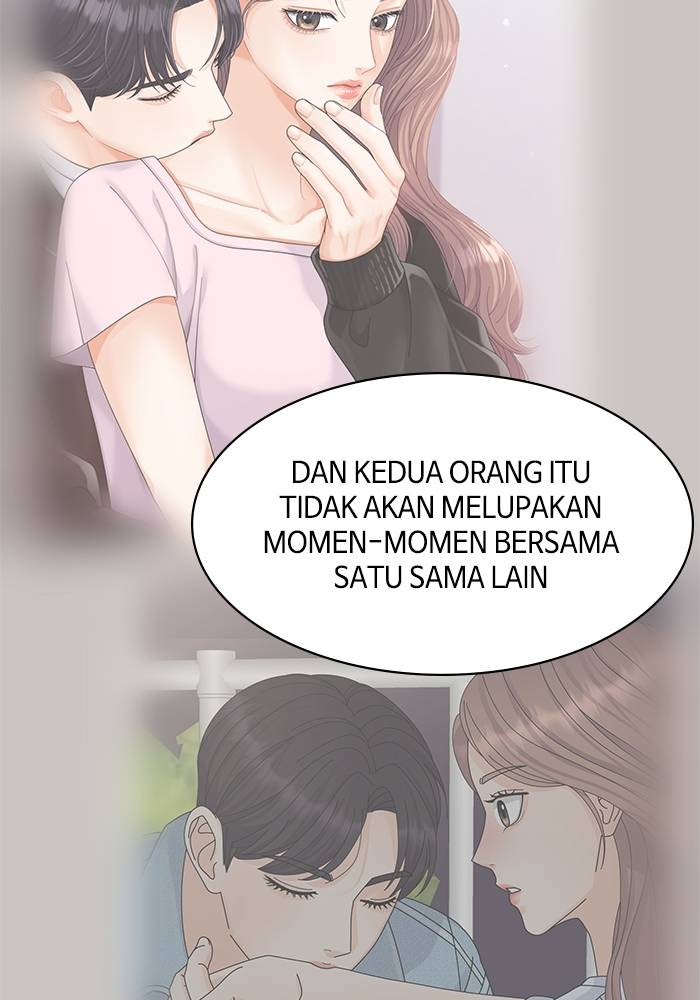 DAN KEDUA ORANG ITU
TIDAK AKAN MELUPAKAN
MOMEN-MOMEN BERSAMA
SATU SAMA LAIN